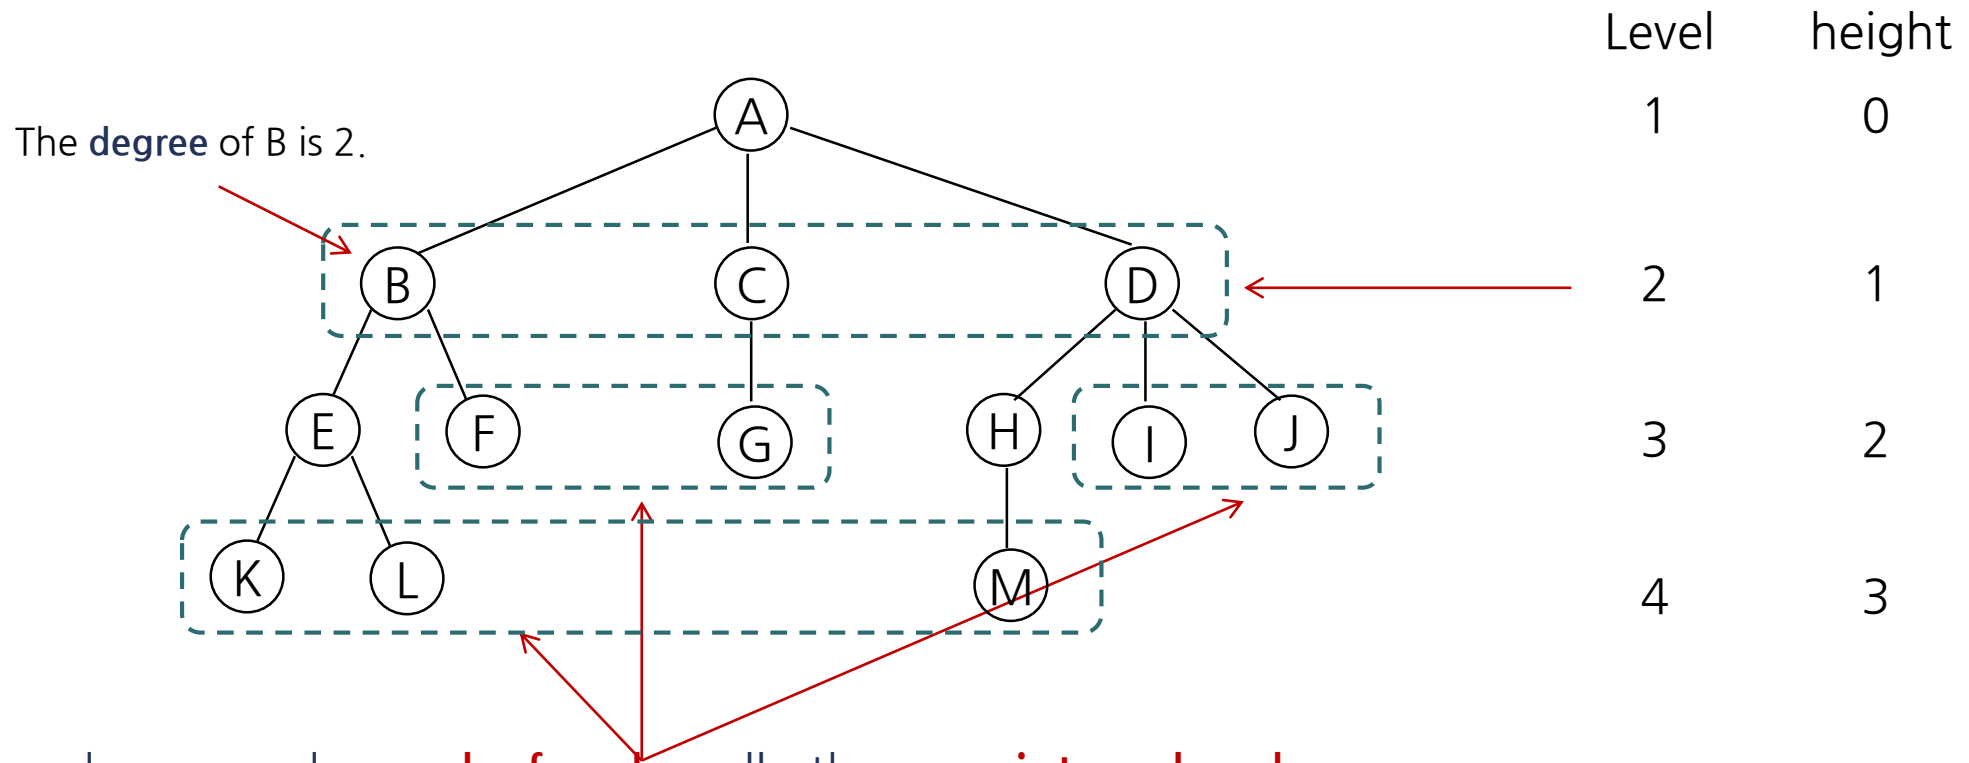 Level height
A 1 0
The degree of B is 2.
B C D 2 1
E F G H I J 3 2
K L M 4 3